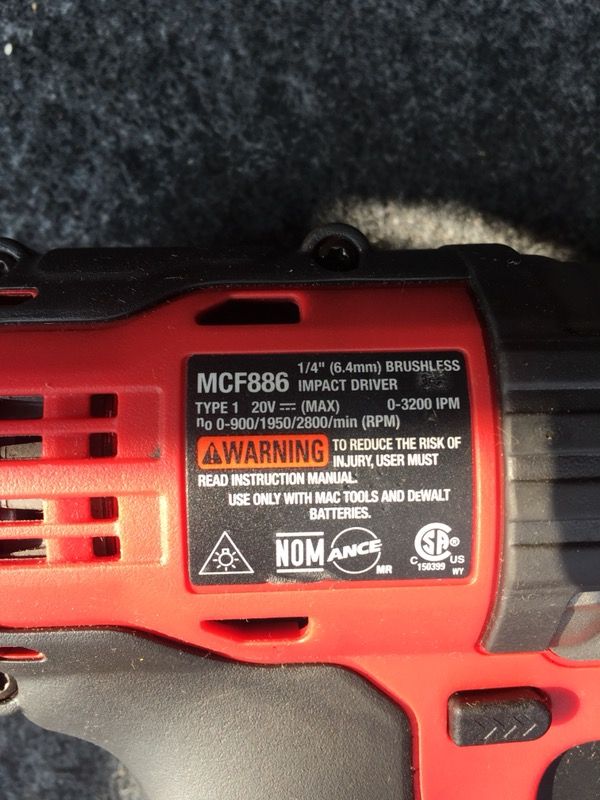 MCF886 1/4" (6.4mm) BRUSHLESS
IMPACT DRIVER
TYPE 1 20V ⎓ (MAX) 0-3200 IPM
n₀ 0-900/1950/2800/min (RPM)
⚠WARNING TO REDUCE THE RISK OF
INJURY, USER MUST
READ INSTRUCTION MANUAL.
USE ONLY WITH MAC TOOLS AND DEWALT
BATTERIES.
NOM ANCE MR
C SA ® US
150399
WY